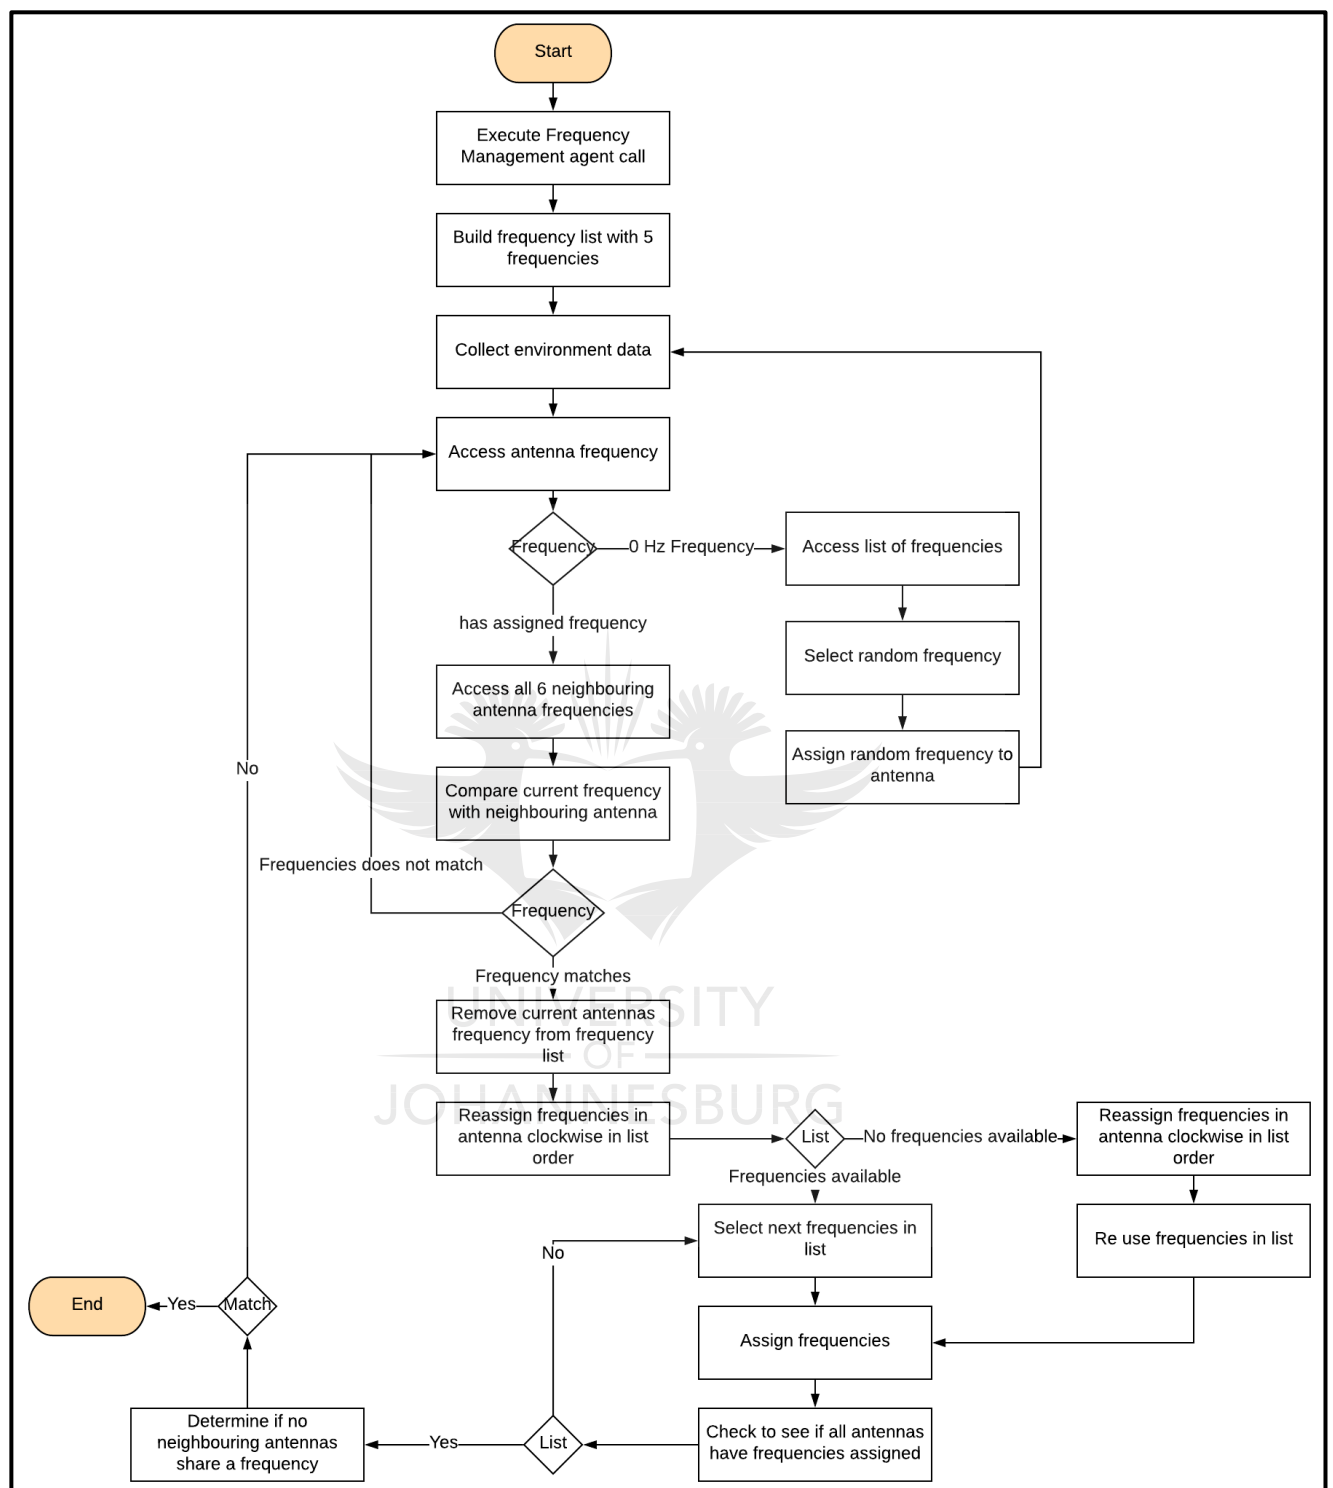 Start
Execute Frequency
Management agent call
Build frequency list with 5
frequencies
Collect environment data
Access antenna frequency
Frequency
0 Hz Frequency
Access list of frequencies
has assigned frequency
Select random frequency
Access all 6 neighbouring
antenna frequencies
Assign random frequency to
antenna
No
Compare current frequency
with neighbouring antenna
Frequencies does not match
Frequency
Frequency matches
UNIVERSITY
OF
JOHANNESBURG
Remove current antennas
frequency from frequency
list
Reassign frequencies in
antenna clockwise in list
order
List
No frequencies available
Reassign frequencies in
antenna clockwise in list
order
Frequencies available
Select next frequencies in
list
Re use frequencies in list
No
End
Yes
Match
Assign frequencies
Determine if no
neighbouring antennas
share a frequency
Yes
List
Check to see if all antennas
have frequencies assigned